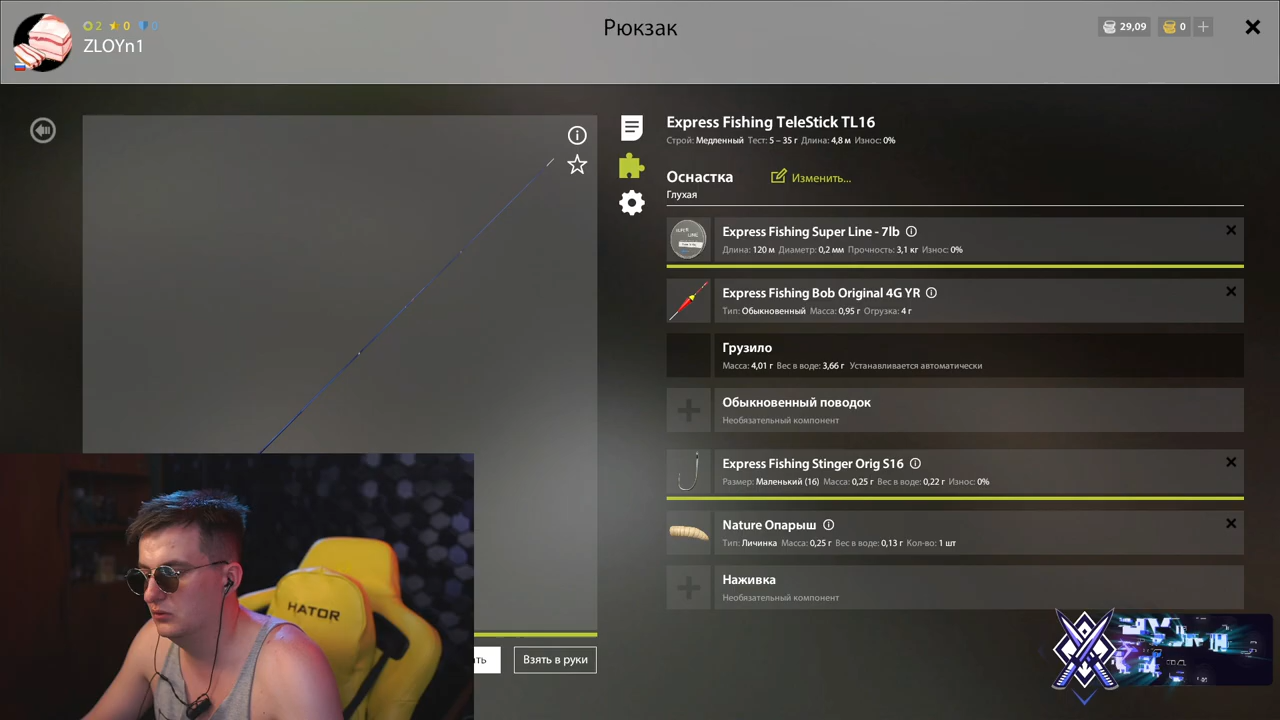 2 0 0
ZLOYn1
Рюкзак
29,09
0
Express Fishing TeleStick TL16
Строй: Медленный Тест: 5 – 35 г Длина: 4,8 м Износ: 0%
Оснастка
Изменить...
Глухая
Express Fishing Super Line - 7lb
Длина: 120 м Диаметр: 0,2 мм Прочность: 3,1 кг Износ: 0%
Express Fishing Bob Original 4G YR
Тип: Обыкновенный Масса: 0,95 г Огрузка: 4 г
Грузило
Масса: 4,01 г Вес в воде: 3,66 г Устанавливается автоматически
Обыкновенный поводок
Необязательный компонент
Express Fishing Stinger Orig S16
Размер: Маленький (16) Масса: 0,25 г Вес в воде: 0,22 г Износ: 0%
Nature Опарыш
Тип: Личинка Масса: 0,25 г Вес в воде: 0,13 г Кол-во: 1 шт
Наживка
Необязательный компонент
ать
Взять в руки
HATOR